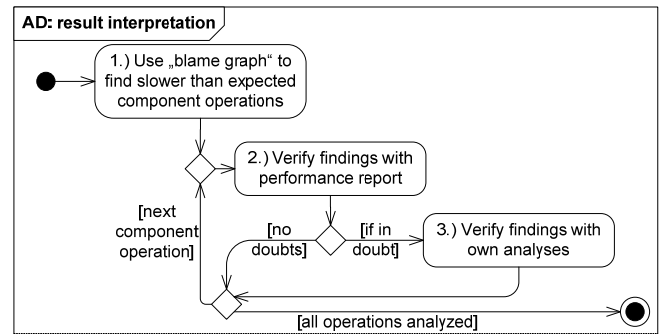 AD: result interpretation
1.) Use „blame graph“ to
find slower than expected
component operations
2.) Verify findings with
performance report
[next
component
operation]
[no
doubts]
[if in
doubt]
3.) Verify findings with
own analyses
[all operations analyzed]